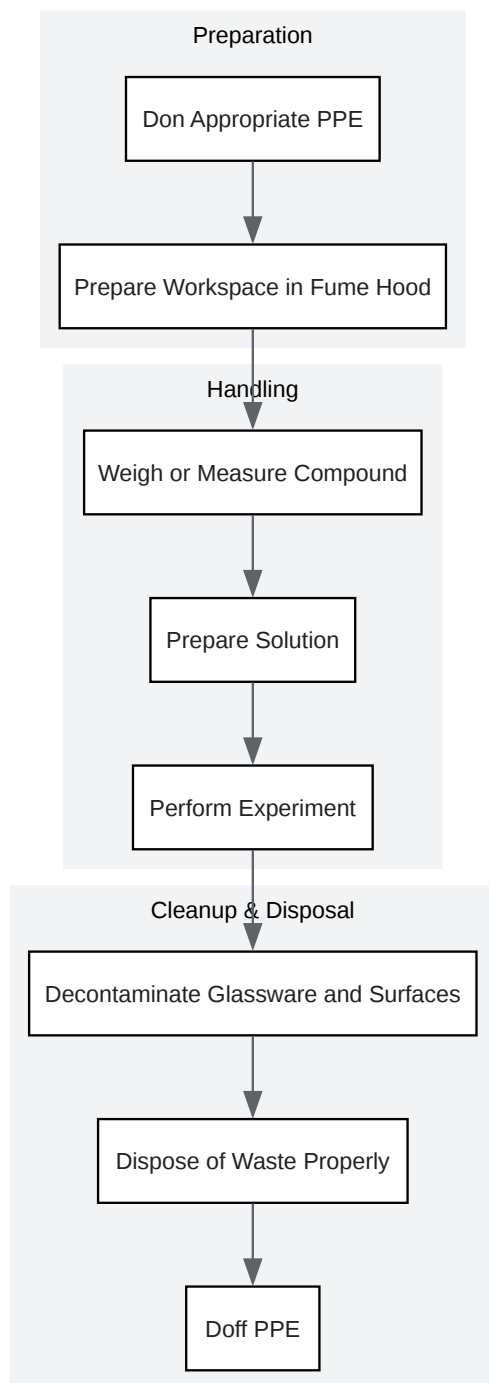 Preparation
Don Appropriate PPE
Prepare Workspace in Fume Hood
Handling
Weigh or Measure Compound
Prepare Solution
Perform Experiment
Cleanup & Disposal
Decontaminate Glassware and Surfaces
Dispose of Waste Properly
Doff PPE